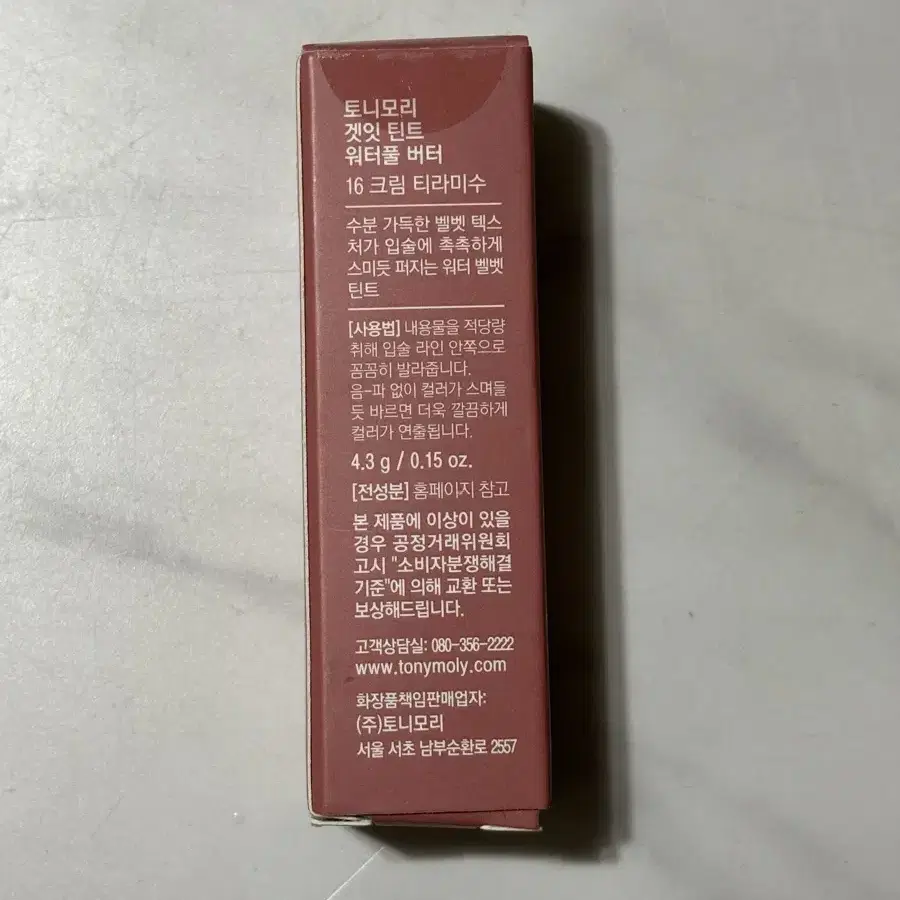 토니모리
겟잇 틴트
워터풀 버터
16 크림 티라미수
수분 가득한 벨벳 텍스
처가 입술에 촉촉하게
스미듯 퍼지는 워터 벨벳
틴트
[사용법] 내용물을 적당량
취해 입술 라인 안쪽으로
꼼꼼히 발라줍니다.
음-파 없이 컬러가 스며들
듯 바르면 더욱 깔끔하게
컬러가 연출됩니다.
4.3 g / 0.15 oz.
[전성분] 홈페이지 참고
본 제품에 이상이 있을
경우 공정거래위원회
고시 "소비자분쟁해결
기준"에 의해 교환 또는
보상해드립니다.
고객상담실: 080-356-2222
www.tonymoly.com
화장품책임판매업자:
(주)토니모리
서울 서초 남부순환로 2557